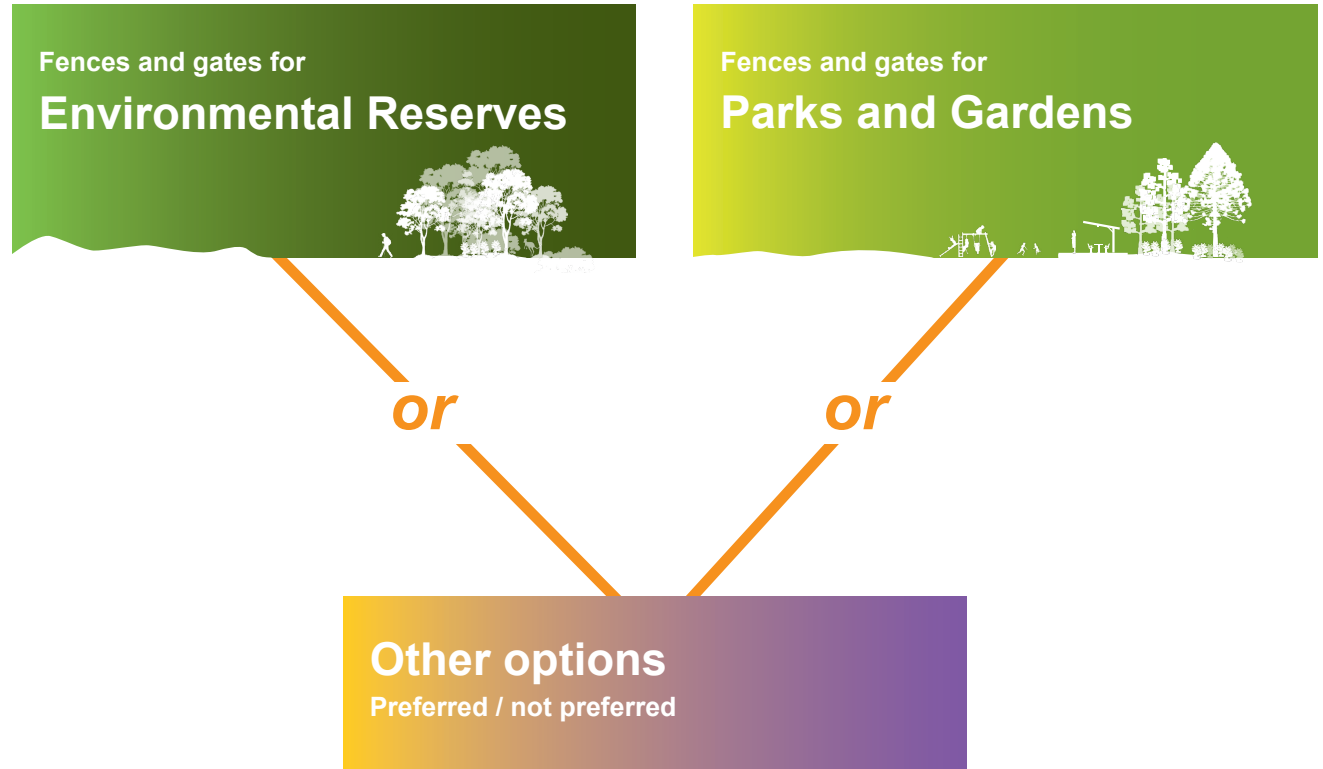 Fences and gates for
Environmental Reserves
Fences and gates for
Parks and Gardens
or
or
Other options
Preferred / not preferred